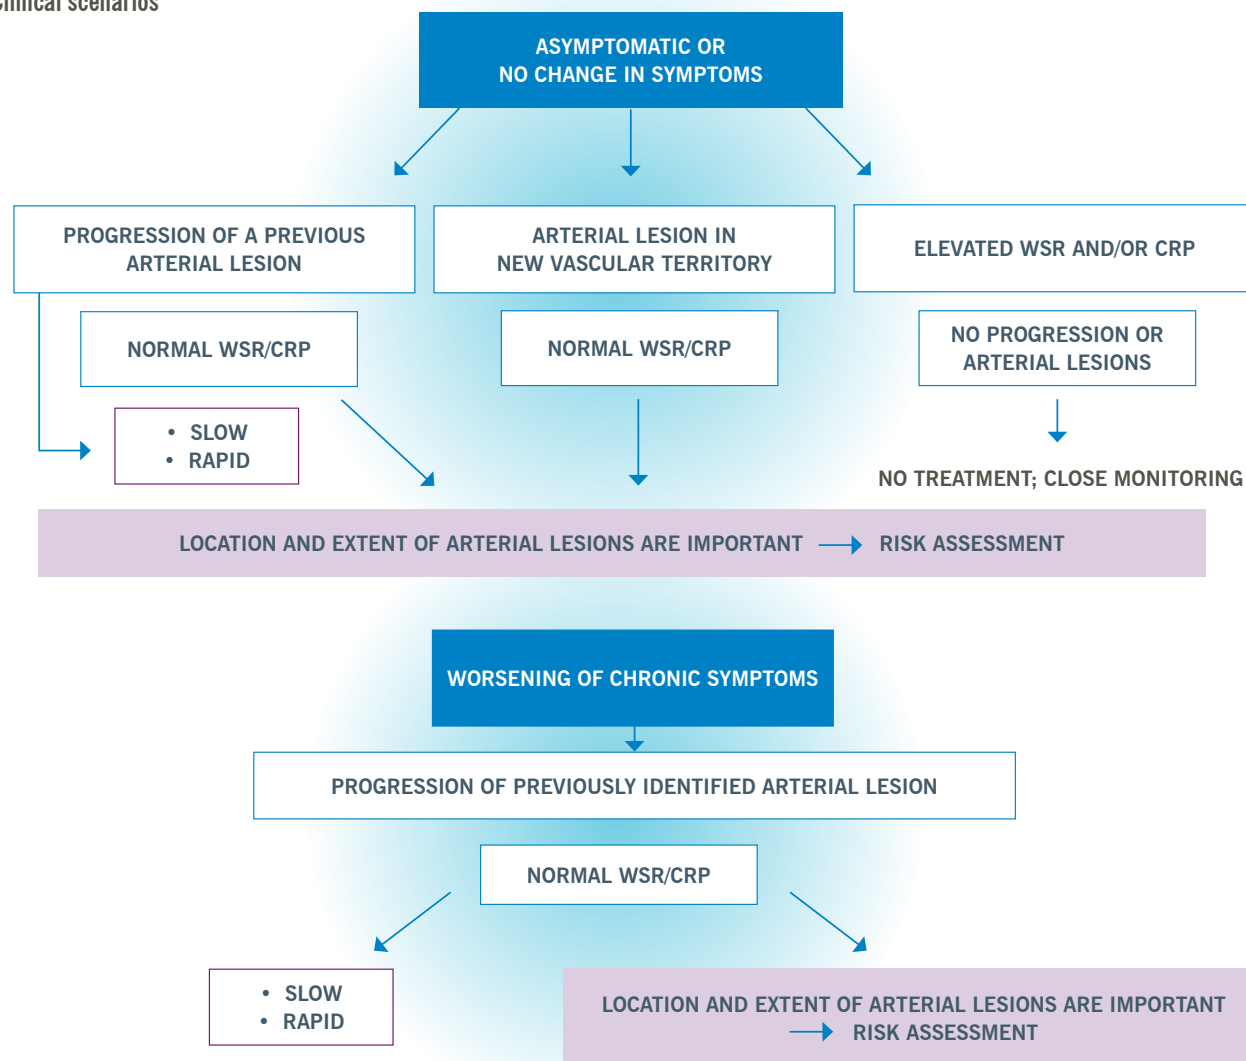 Clinical scenarios
ASYMPTOMATIC OR
NO CHANGE IN SYMPTOMS
PROGRESSION OF A PREVIOUS
ARTERIAL LESION
ARTERIAL LESION IN
NEW VASCULAR TERRITORY
ELEVATED WSR AND/OR CRP
NORMAL WSR/CRP
NORMAL WSR/CRP
NO PROGRESSION OR
ARTERIAL LESIONS
• SLOW
• RAPID
NO TREATMENT; CLOSE MONITORING
LOCATION AND EXTENT OF ARTERIAL LESIONS ARE IMPORTANT → RISK ASSESSMENT
WORSENING OF CHRONIC SYMPTOMS
PROGRESSION OF PREVIOUSLY IDENTIFIED ARTERIAL LESION
NORMAL WSR/CRP
• SLOW
• RAPID
LOCATION AND EXTENT OF ARTERIAL LESIONS ARE IMPORTANT
→ RISK ASSESSMENT